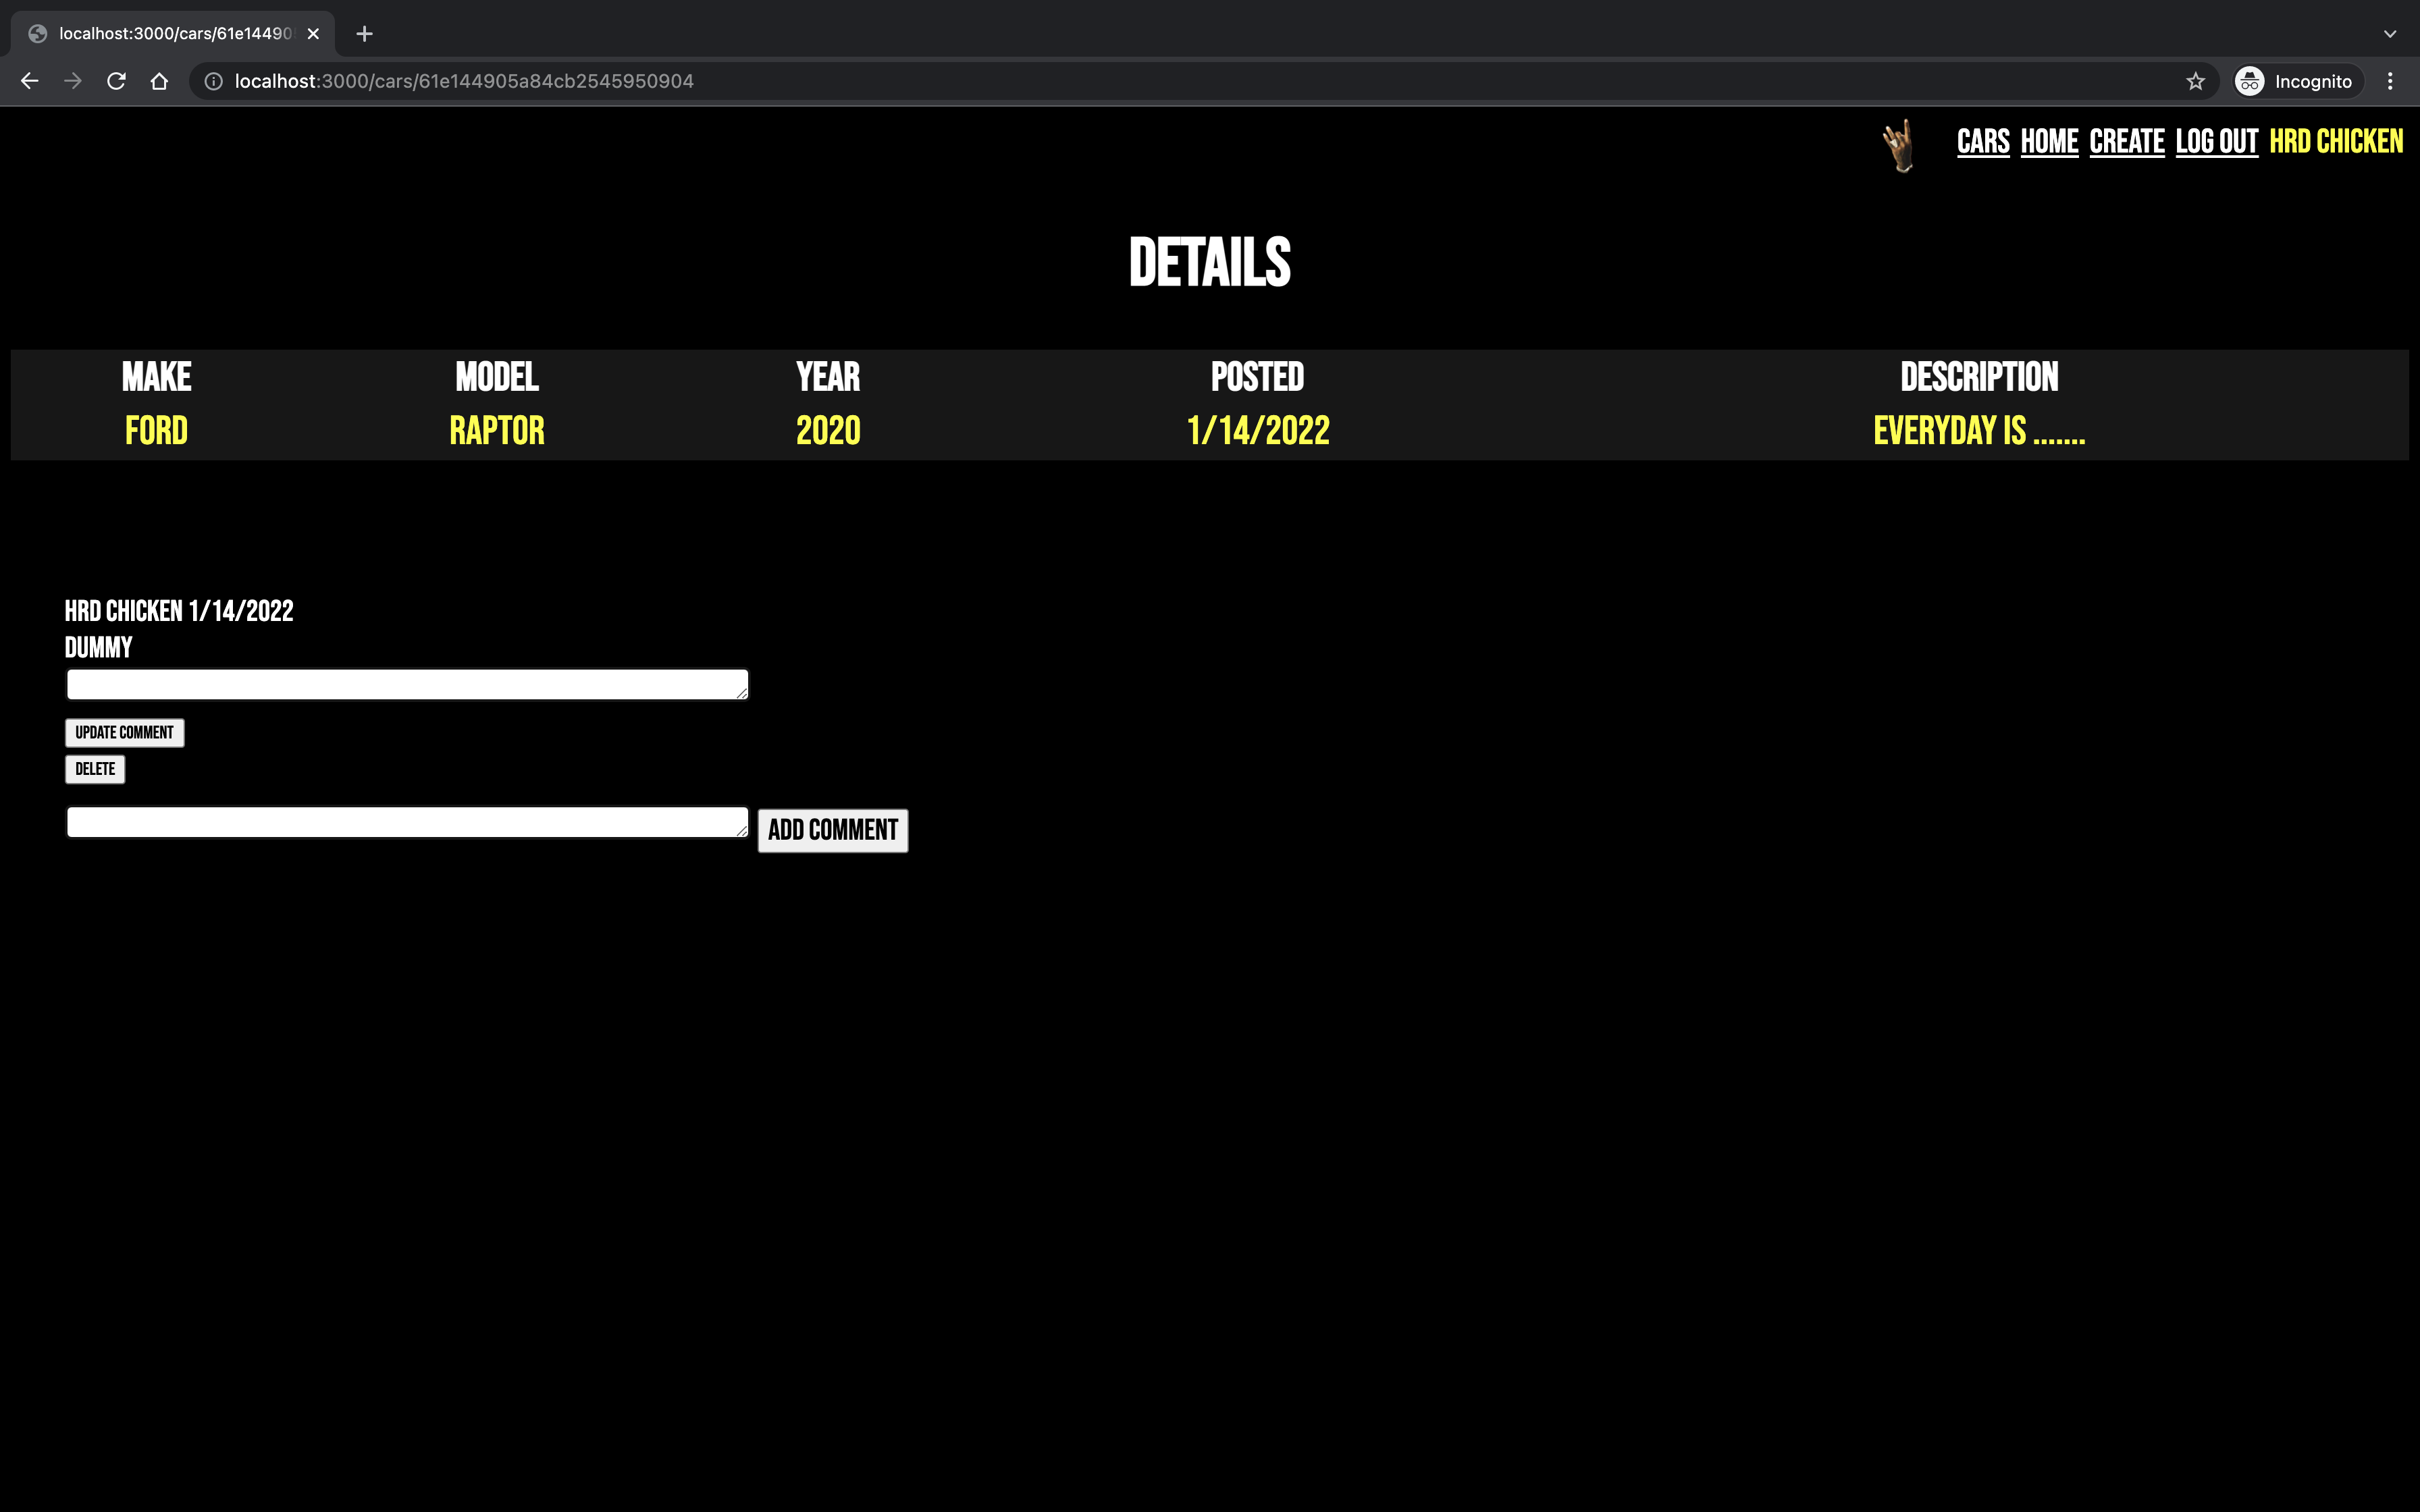 localhost:3000/cars/61e14490
localhost:3000/cars/61e144905a84cb2545950904
Incognito
CARS HOME CREATE LOG OUT HRD CHICKEN
DETAILS
MAKE MODEL YEAR POSTED DESCRIPTION
FORD RAPTOR 2020 1/14/2022 EVERYDAY IS .......
HRD CHICKEN 1/14/2022
DUMMY
UPDATE COMMENT
DELETE
ADD COMMENT